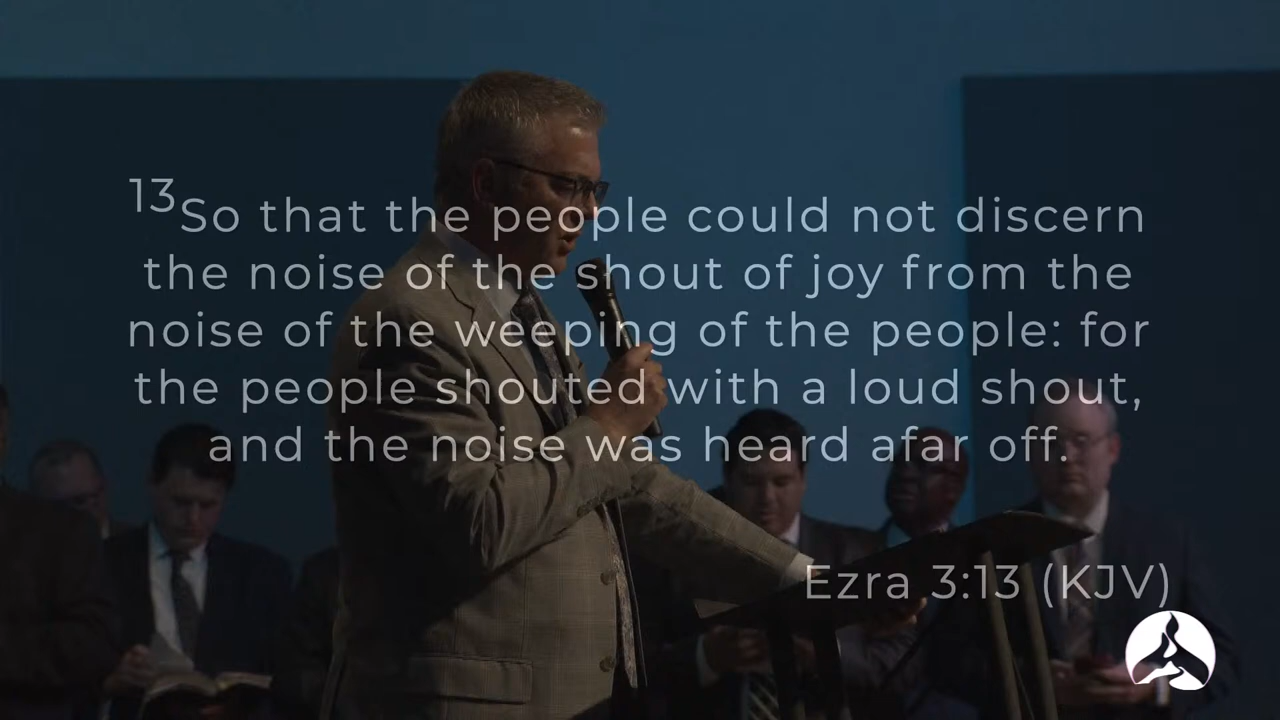 13So that the people could not discern
the noise of the shout of joy from the
noise of the weeping of the people: for
the people shouted with a loud shout,
and the noise was heard afar off.
Ezra 3:13 (KJV)